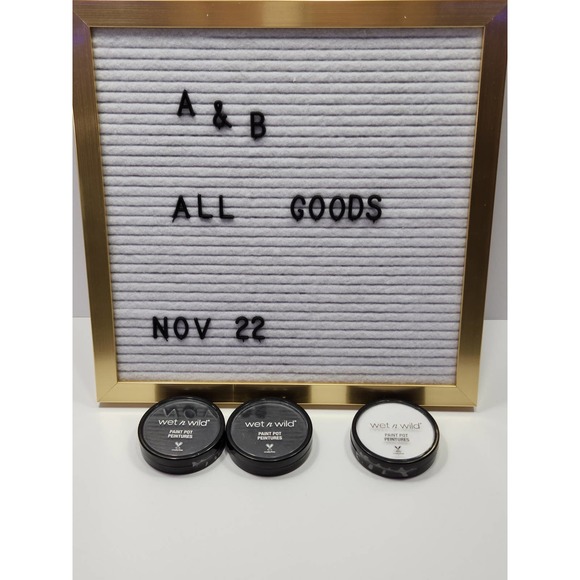 A & B
ALL GOODS
NOV 22
wet n wild
PAINT POT
PEINTURES
wet n wild
PAINT POT
PEINTURES
wet n wild
PAINT POT
PEINTURES